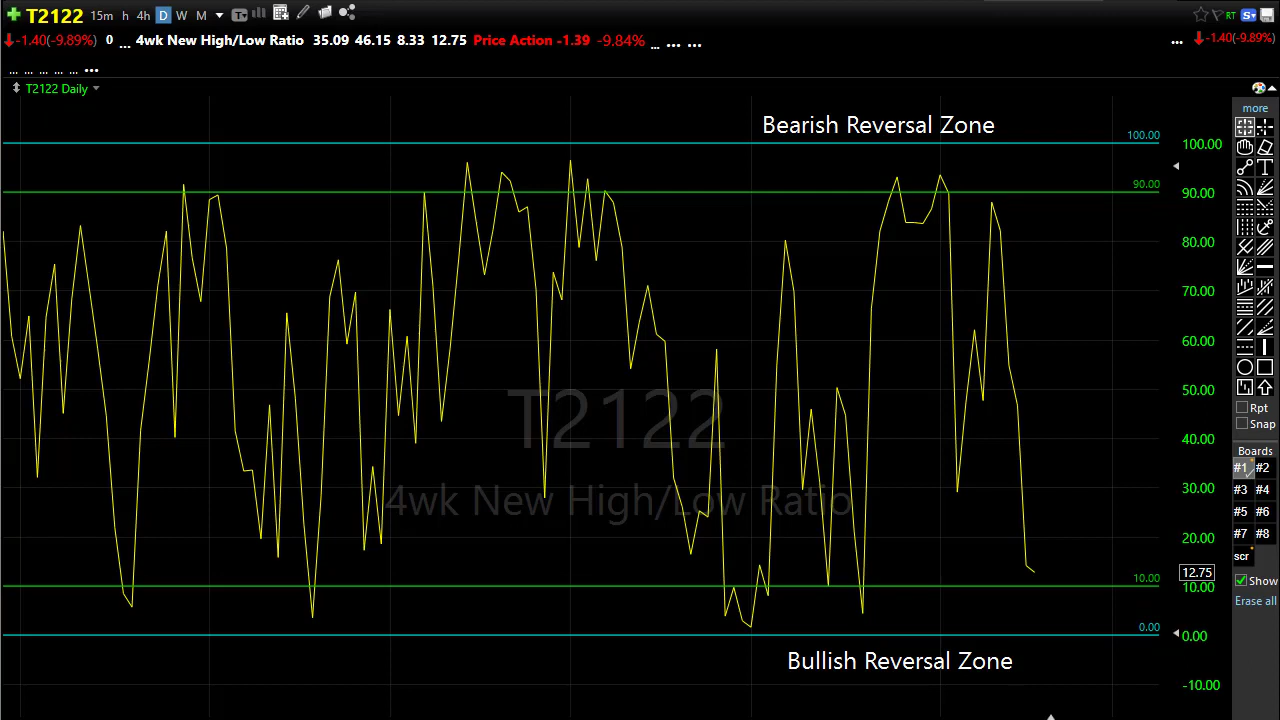 T2122 15m h 4h D W M RT
-1.40(-9.89%) 0 ... 4wk New High/Low Ratio 35.09 46.15 8.33 12.75 Price Action -1.39 -9.84% ... ... ... ... -1.40(-9.89%)
... ... ... ... ... ...
T2122 Daily
more
Bearish Reversal Zone
100.00 100.00
90.00 90.00
80.00
70.00
60.00
50.00
T2122
40.00
4wk New High/Low Ratio
30.00
20.00
12.75
10.00 10.00
0.00 0.00
Bullish Reversal Zone
-10.00
Rpt
Snap
Boards
#1 #2
#3 #4
#5 #6
#7 #8
scr
Show
Erase all